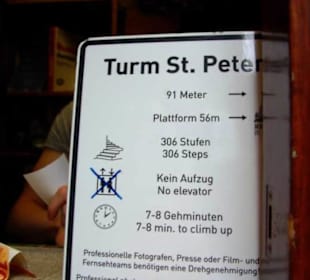 Turm St. Peter
91 Meter
Plattform 56m
306 Stufen
306 Steps
Kein Aufzug
No elevator
7-8 Gehminuten
7-8 min. to climb up
Professionelle Fotografen, Presse oder Film- und
Fernsehteams benötigen eine Drehgenehmigung!
Professional